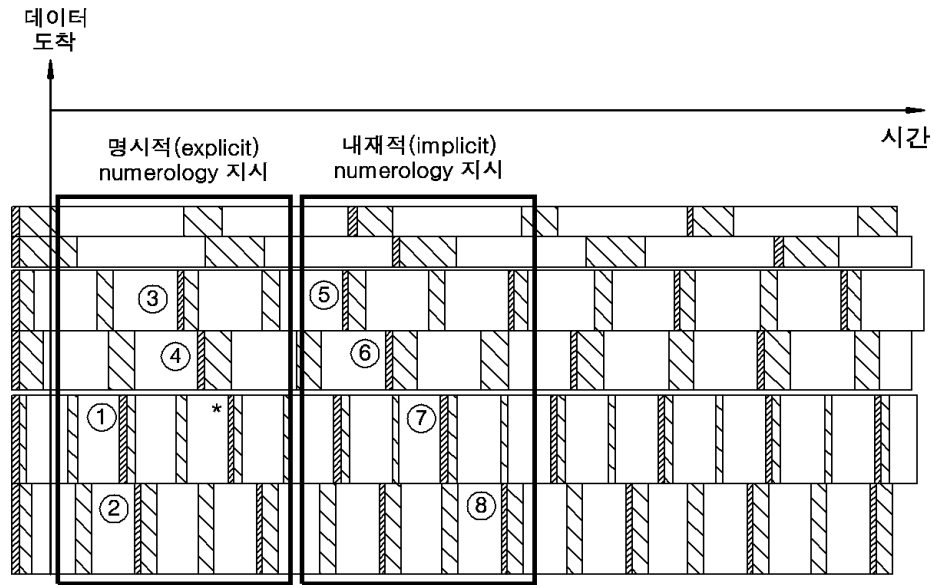 데이터
도착
시간
명시적(explicit)
numerology 지시
내재적(implicit)
numerology 지시
③
⑤
④
⑥
①
*
⑦
②
⑧